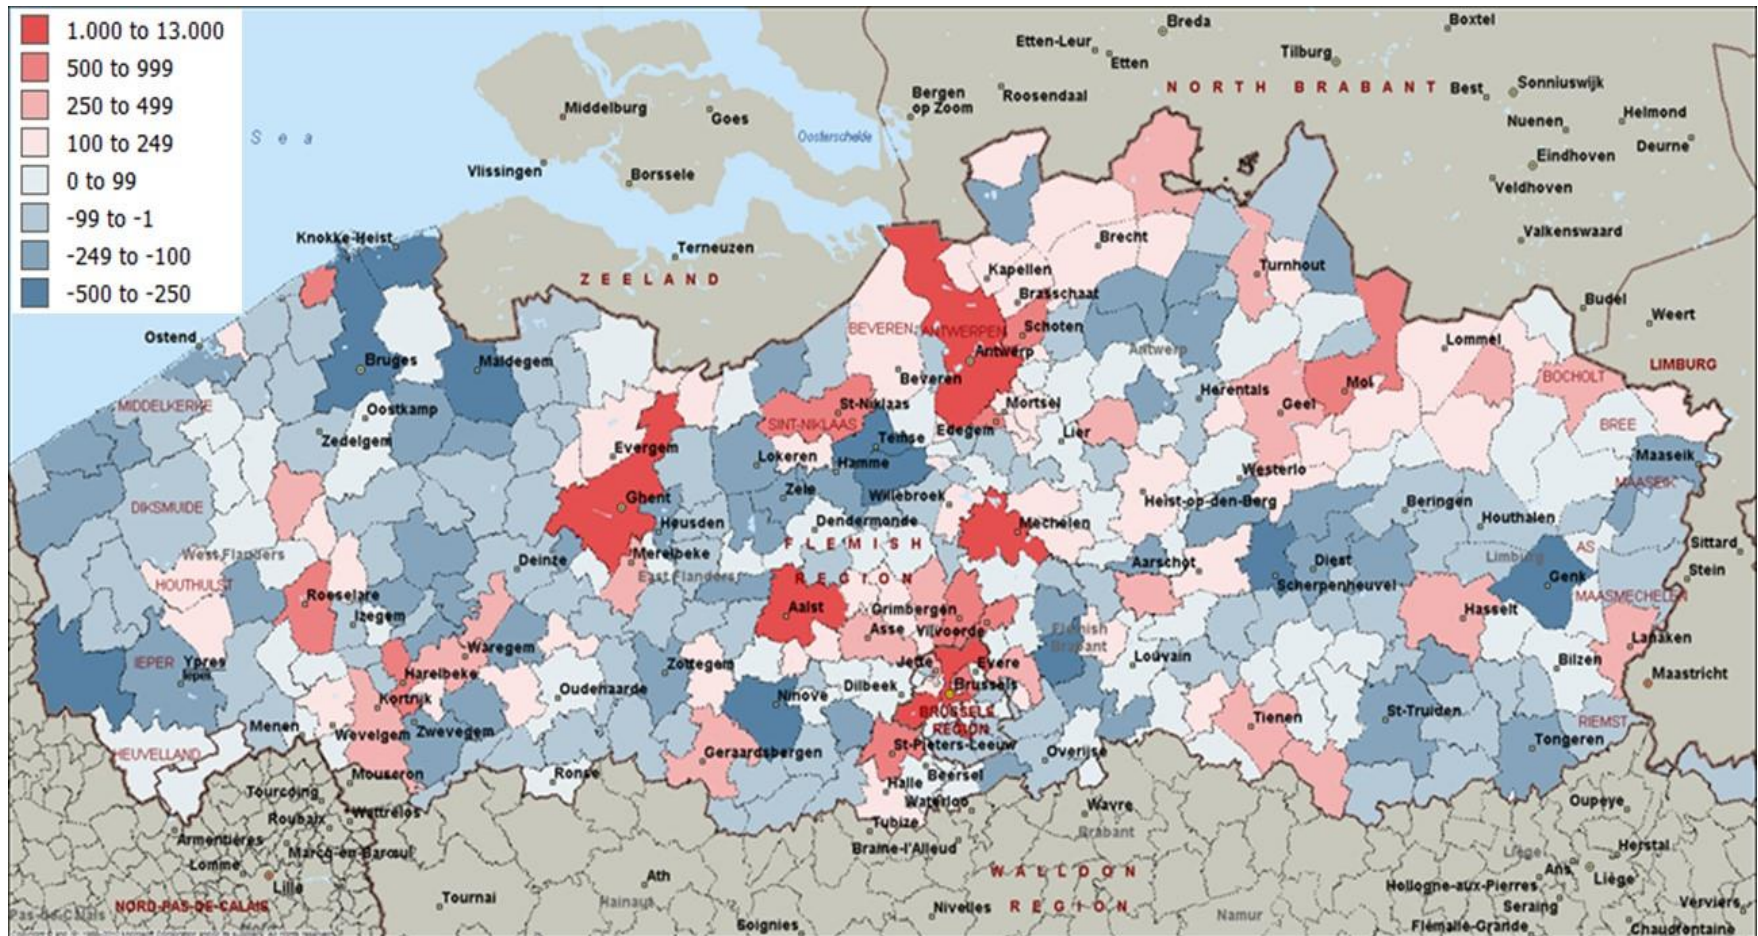 1.000 to 13.000
500 to 999
250 to 499
100 to 249
0 to 99
-99 to -1
-249 to -100
-500 to -250
Sea
Middelburg
Goes
Oosterschelde
Vlissingen
Borssele
Terneuzen
ZEELAND
Breda
Boxtel
Etten-Leur
Etten
Tilburg
NORTH BRABANT
Best
Sonniuswijk
Bergen
op Zoom
Roosendaal
Helmond
Nuenen
Deurne
Eindhoven
Veldhoven
Valkenswaard
Budel
Weert
LIMBURG
Knokke-Heist
Ostend
Bruges
Maldegem
MIDDELKERKE
Oostkamp
Zedelgem
Brecht
Kapellen
Turnhout
Brasschaat
BEVEREN
ANTWERPEN
Schoten
Antwerp
Antwerp
Lommel
Beveren
BOCHOLT
Mol
Herentals
Geel
St-Niklaas
SINT-NIKLAAS
Mortsel
Edegem
Lier
BREE
Evergem
Temse
Lokeren
Hamme
Westerlo
Maaseik
MAASEIK
Ghent
Zele
Willebroek
Heist-op-den-Berg
Beringen
Houthalen
DIKSMUIDE
Heusden
Dendermonde
Mechelen
West Flanders
Merelbeke
FLEMISH
REGION
Deinze
East Flanders
Aarschot
Diest
Scherpenheuvel
Limburg
AS
Genk
Sittard
Stein
HOUTHULST
Roeselare
Izegem
Aalst
Grimbergen
Asse
Vilvoorde
Hasselt
MAASMECHELEN
Flemish
Brabant
Lanaken
IEPER
Ypres
Ieper
Waregem
Harelbeke
Zottegem
Jette
Evere
Louvain
Bilzen
Maastricht
Kortrijk
Oudenaarde
Ninove
Dilbeek
Brussels
BRUSSELS
REGION
Menen
Wevelgem
Zwevegem
Tienen
St-Truiden
RIEMST
Tongeren
HEUVELLAND
Geraardsbergen
St-Pieters-Leeuw
Overijse
Mouscron
Ronse
Halle
Beersel
Waterloo
Wavre
Oupeye
Tourcoing
Roubaix
Wattrelos
Tubize
Brabant
Armentières
Marcq-en-Baroeul
Braine-l'Alleud
Liège
Herstal
Lomme
Lille
Ath
WALLOON
REGION
Ans
Liège
Hollogne-aux-Pierres
Pas-de-Calais
NORD-PAS-DE-CALAIS
Tournai
Hainaut
Nivelles
Namur
Seraing
Verviers
Soignies
Flémalle-Grande
Chaudfontaine